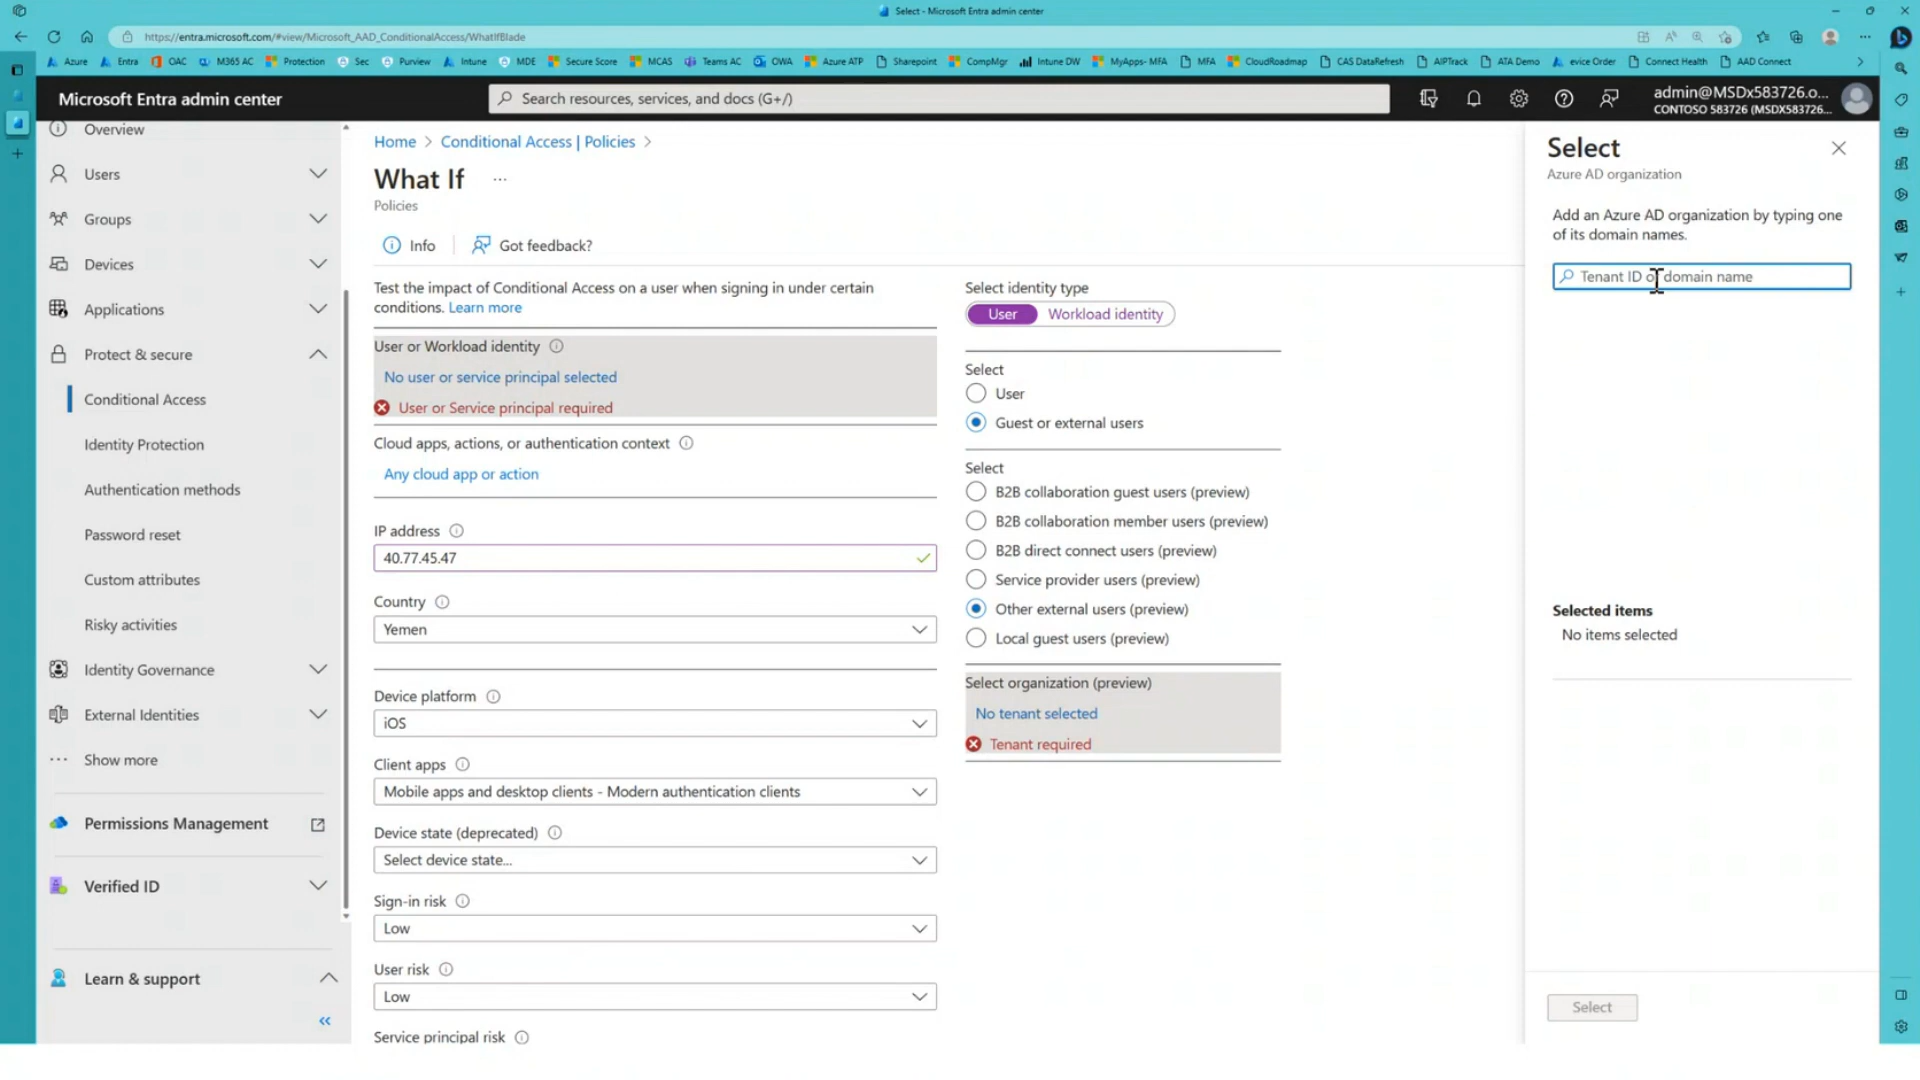 Select - Microsoft Entra admin center
https://entra.microsoft.com/#view/Microsoft_AAD_ConditionalAccess/WhatIfBlade
Azure Entra OAC M365 AC Protection Sec Purview Intune MDE Secure Score MCAS Teams AC OWA Azure ATP Sharepoint CompMgr Intune DW MyApps- MFA MFA CloudRoadmap CAS DataRefresh AIPTrack ATA Demo evice Order Connect Health AAD Connect
Microsoft Entra admin center
Search resources, services, and docs (G+/)
admin@MSDx583726.o...
CONTOSO 583726 (MSDX583726...
Overview
Users
Groups
Devices
Applications
Protect & secure
Conditional Access
Identity Protection
Authentication methods
Password reset
Custom attributes
Risky activities
Identity Governance
External Identities
Show more
Permissions Management
Verified ID
Learn & support
Home > Conditional Access | Policies >
What If ...
Policies
Info
Got feedback?
Test the impact of Conditional Access on a user when signing in under certain
conditions. Learn more
User or Workload identity
No user or service principal selected
User or Service principal required
Cloud apps, actions, or authentication context
Any cloud app or action
IP address
40.77.45.47
Country
Yemen
Device platform
iOS
Client apps
Mobile apps and desktop clients - Modern authentication clients
Device state (deprecated)
Select device state...
Sign-in risk
Low
User risk
Low
Service principal risk
Select identity type
User Workload identity
Select
User
Guest or external users
Select
B2B collaboration guest users (preview)
B2B collaboration member users (preview)
B2B direct connect users (preview)
Service provider users (preview)
Other external users (preview)
Local guest users (preview)
Select organization (preview)
No tenant selected
Tenant required
Select
Azure AD organization
Add an Azure AD organization by typing one
of its domain names.
Tenant ID or domain name
Selected items
No items selected
Select